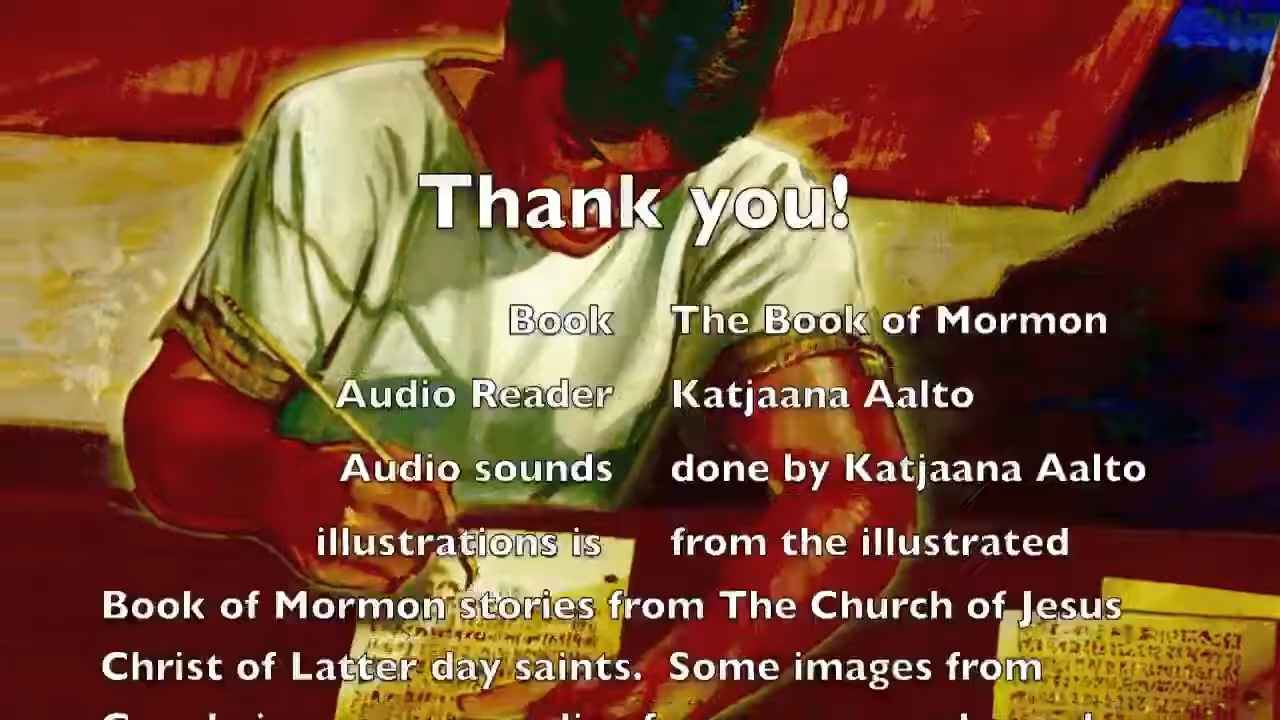 Thank you!
Book The Book of Mormon
Audio Reader Katjaana Aalto
Audio sounds done by Katjaana Aalto
illustrations is from the illustrated
Book of Mormon stories from The Church of Jesus
Christ of Latter day saints. Some images from